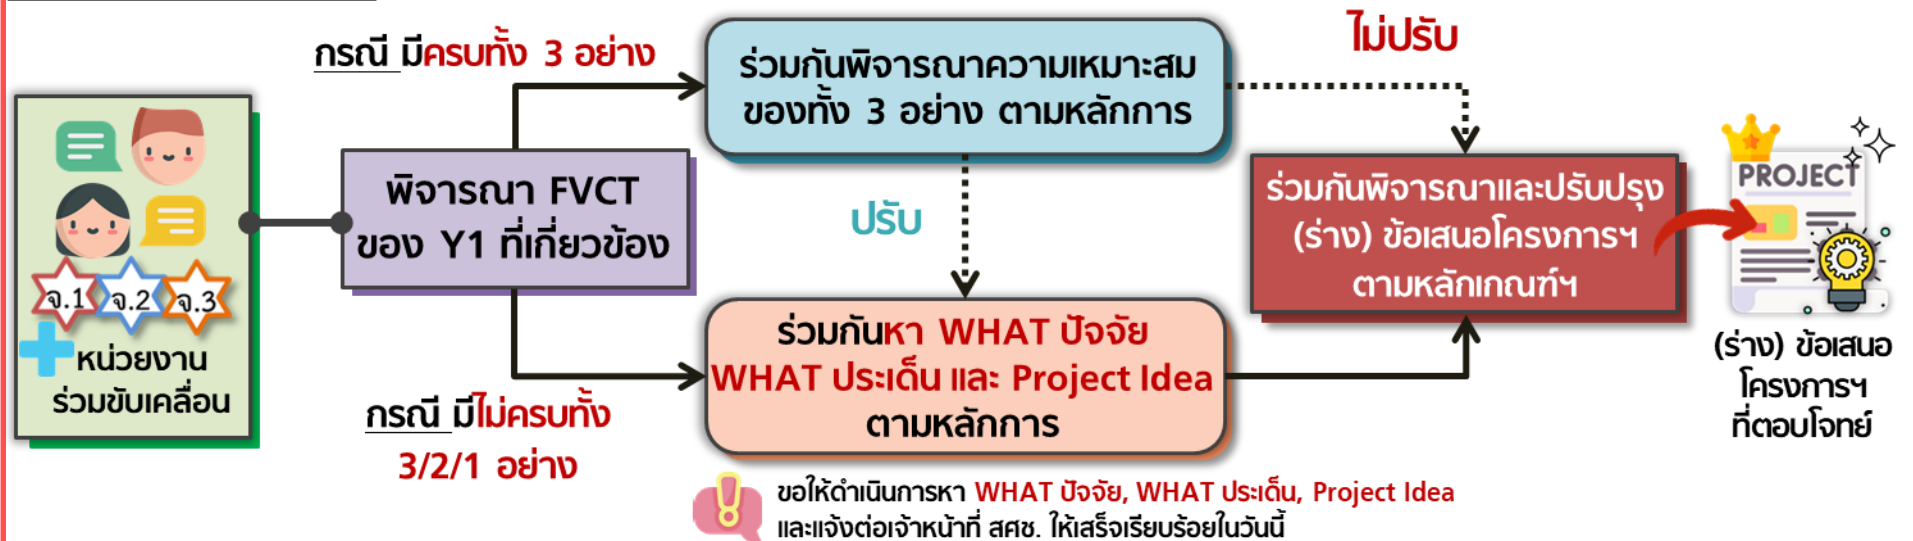 จ.1
จ.2
จ.3
หน่วยงาน
ร่วมขับเคลื่อน
พิจารณา FVCT
ของ Y1 ที่เกี่ยวข้อง
กรณี มีครบทั้ง 3 อย่าง
ร่วมกันพิจารณาความเหมาะสม
ของทั้ง 3 อย่าง ตามหลักการ
ไม่ปรับ
ปรับ
กรณี มีไม่ครบทั้ง
3/2/1 อย่าง
ร่วมกันหา WHAT ปัจจัย
WHAT ประเด็น และ Project Idea
ตามหลักการ
ร่วมกันพิจารณาและปรับปรุง
(ร่าง) ข้อเสนอโครงการฯ
ตามหลักเกณฑ์ฯ
PROJECT
(ร่าง) ข้อเสนอ
โครงการฯ
ที่ตอบโจทย์
ขอให้ดำเนินการหา WHAT ปัจจัย, WHAT ประเด็น, Project Idea
และแจ้งต่อเจ้าหน้าที่ สศช. ให้เสร็จเรียบร้อยในวันนี้